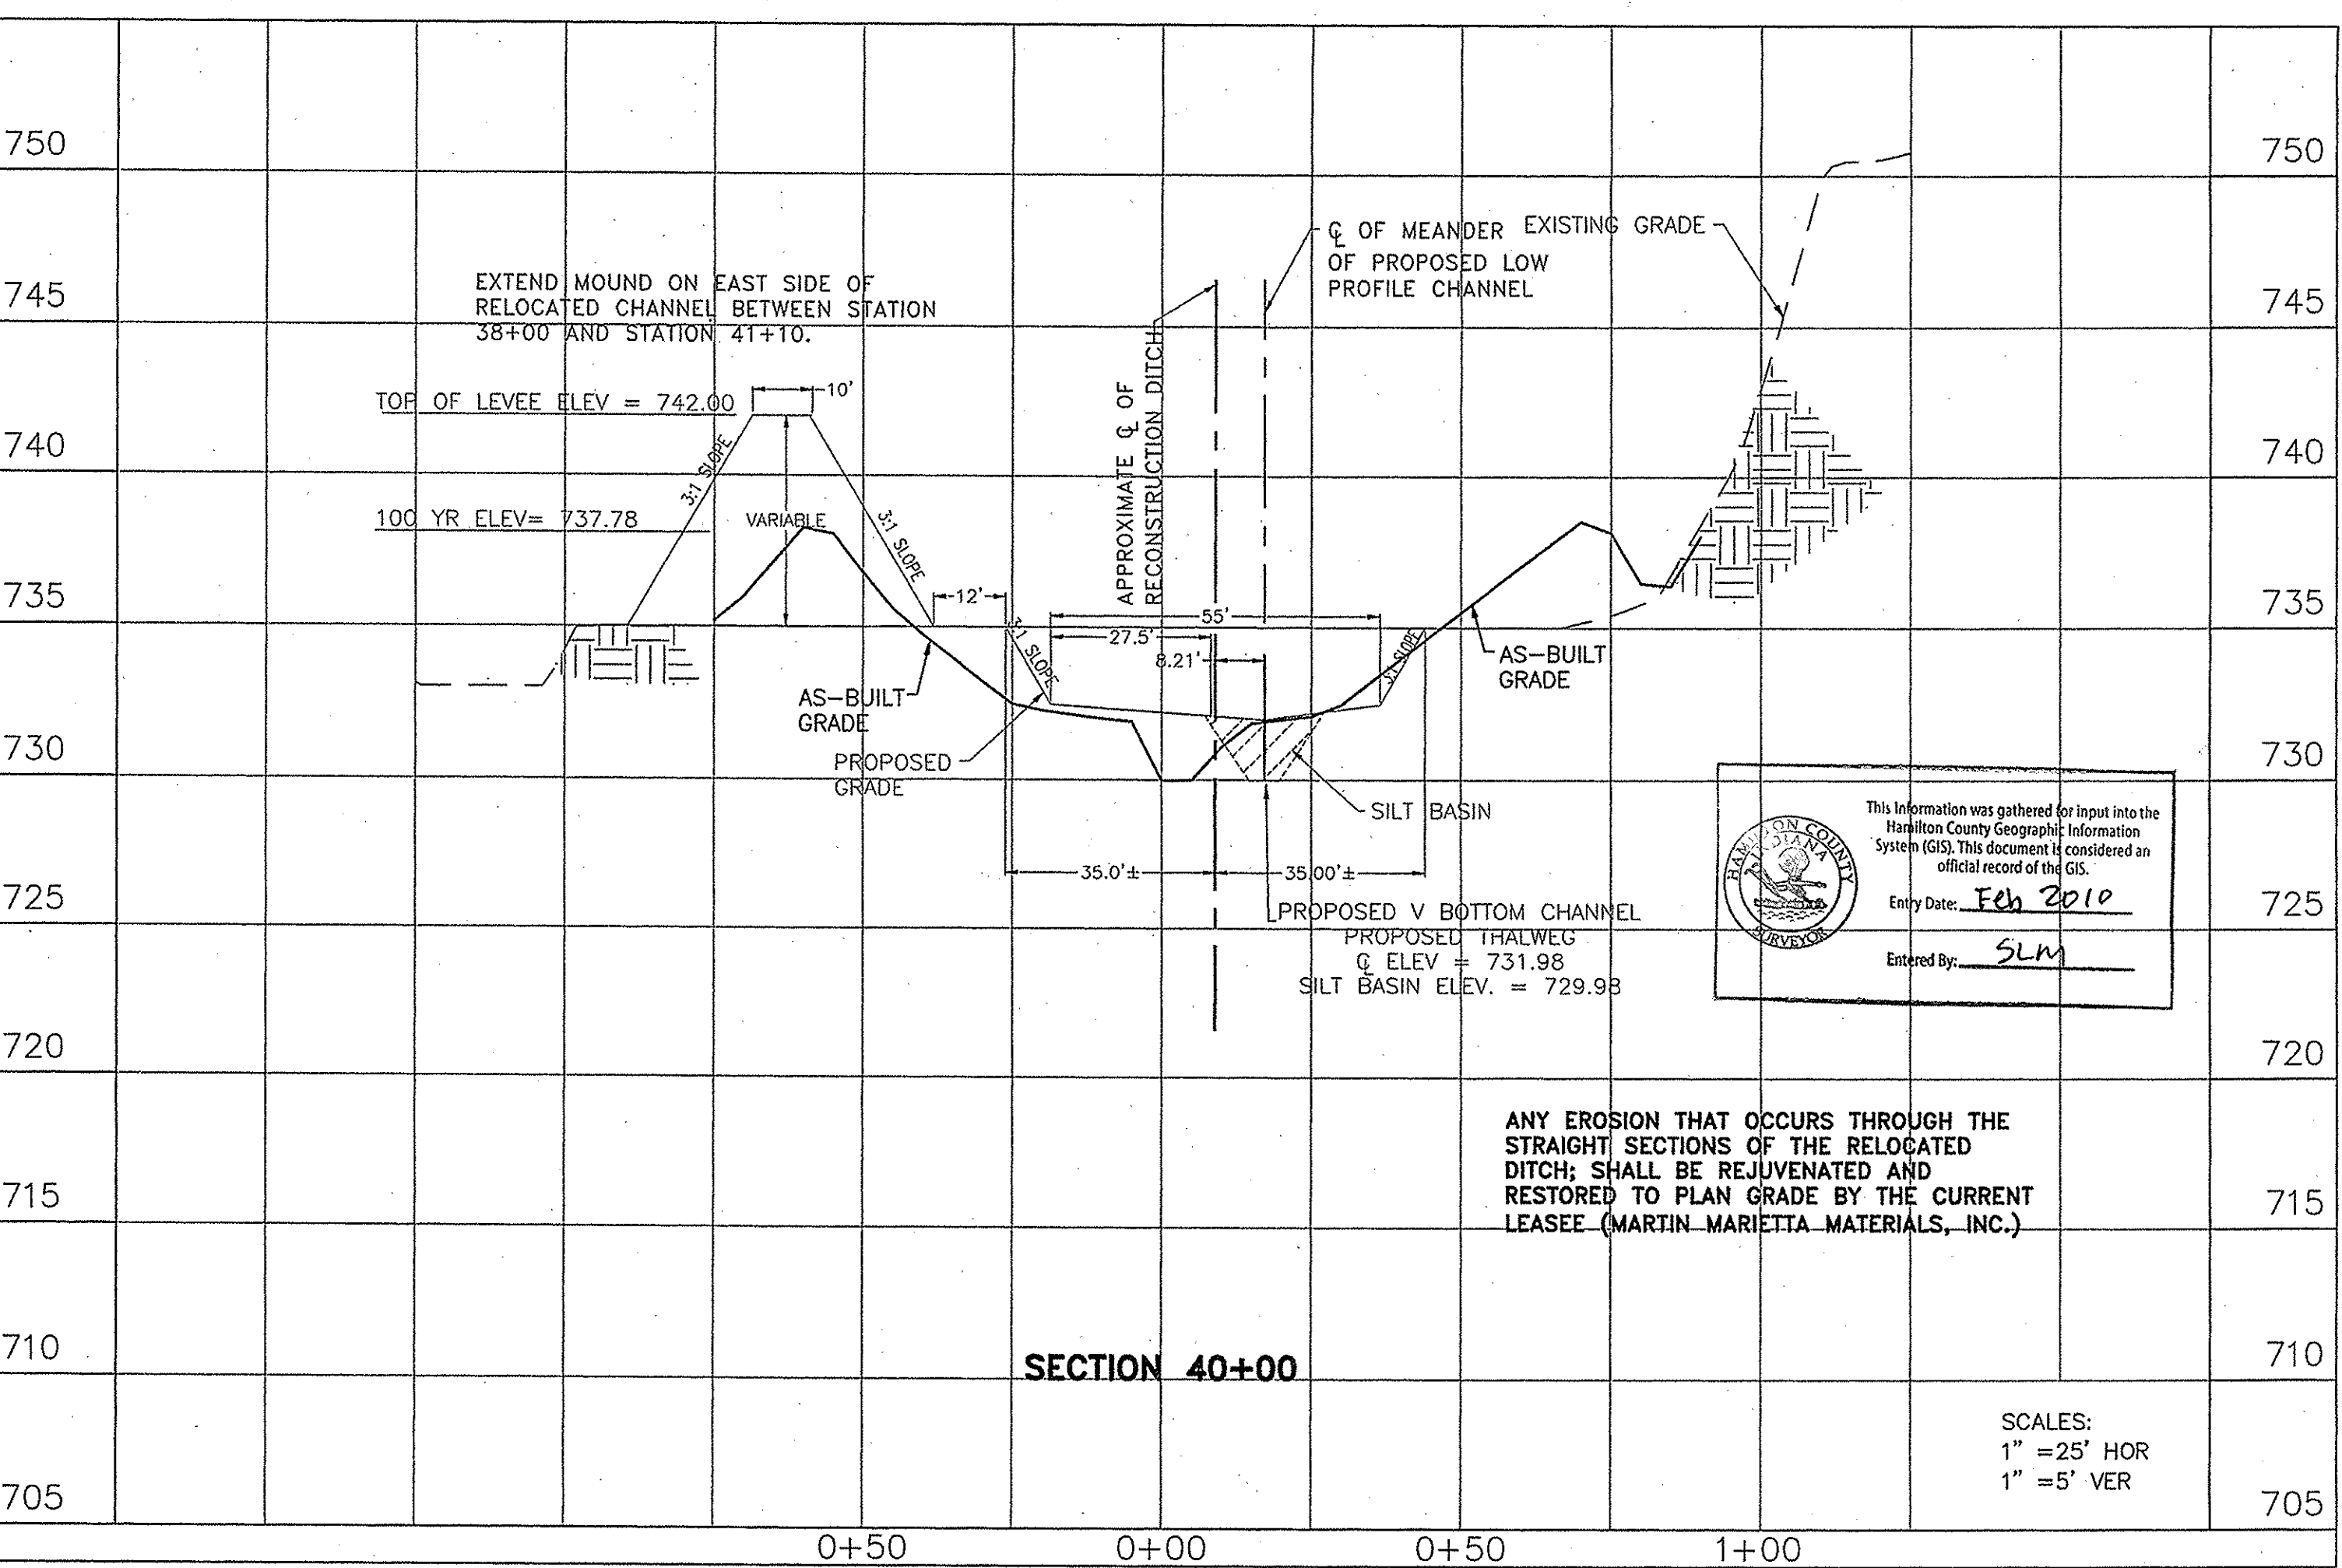 750
745
740
735
730
725
720
715
710
705
750
745
740
735
730
725
720
715
710
705
EXTEND MOUND ON EAST SIDE OF
RELOCATED CHANNEL BETWEEN STATION
38+00 AND STATION 41+10.
TOP OF LEVEE ELEV = 742.00
10'
3:1 SLOPE
100 YR ELEV= 737.78
VARIABLE
3:1 SLOPE
12'
3:1 SLOPE
APPROXIMATE ℄ OF
RECONSTRUCTION DITCH
℄ OF MEANDER
OF PROPOSED LOW
PROFILE CHANNEL
EXISTING GRADE
55'
27.5'
8.21'
3:1 SLOPE
AS-BUILT
GRADE
AS-BUILT
GRADE
PROPOSED
GRADE
SILT BASIN
35.0'±
35.00'±
PROPOSED V BOTTOM CHANNEL
PROPOSED THALWEG
℄ ELEV = 731.98
SILT BASIN ELEV. = 729.98
HAMILTON COUNTY
INDIANA
SURVEYOR
This Information was gathered for input into the
Hamilton County Geographic Information
System (GIS). This document is considered an
official record of the GIS.
Entry Date: Feb 2010
Entered By: SLM
ANY EROSION THAT OCCURS THROUGH THE
STRAIGHT SECTIONS OF THE RELOCATED
DITCH; SHALL BE REJUVENATED AND
RESTORED TO PLAN GRADE BY THE CURRENT
LEASEE (MARTIN MARIETTA MATERIALS, INC.)
SECTION 40+00
SCALES:
1" =25' HOR
1" =5' VER
0+50
0+00
0+50
1+00